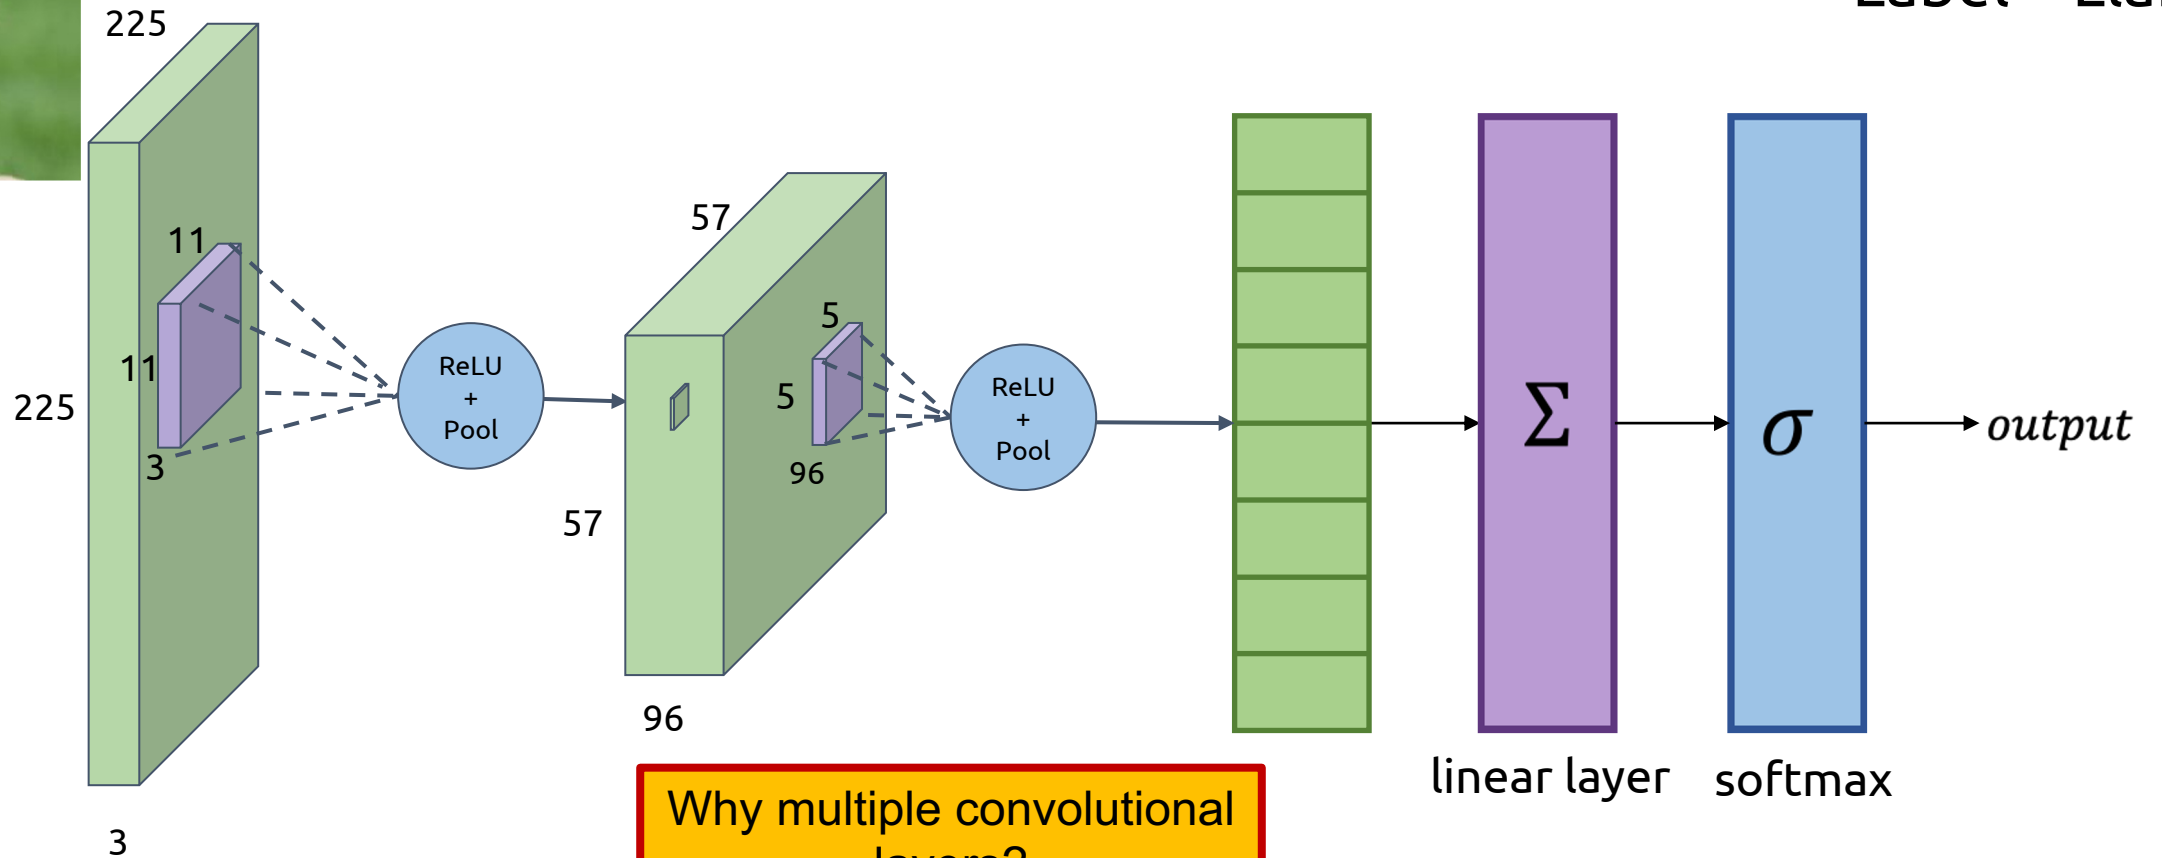 225
225
3
11
11
3
ReLU
+
Pool
57
57
96
5
5
96
ReLU
+
Pool
Σ
linear layer
σ
softmax
output
Why multiple convolutional
layers?